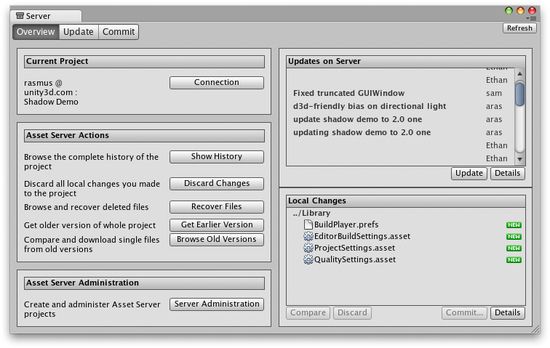 Server
Overview Update Commit
Refresh
Current Project
rasmus @
unity3d.com :
Shadow Demo
Connection
Asset Server Actions
Browse the complete history of the
project
Show History
Discard all local changes you made
to the project
Discard Changes
Browse and recover deleted files
Recover Files
Get older version of whole project
Get Earlier Version
Compare and download single files
from old versions
Browse Old Versions
Asset Server Administration
Create and administer Asset Server
projects
Server Administration
Updates on Server
Ethan
Ethan
Fixed truncated GUIWindow sam
d3d-friendly bias on directional light aras
update shadow demo to 2.0 one aras
updating shadow demo to 2.0 one aras
Ethan
Ethan
Update Details
Local Changes
../Library
BuildPlayer.prefs NEW
EditorBuildSettings.asset NEW
ProjectSettings.asset NEW
QualitySettings.asset NEW
Compare Discard Commit... Details